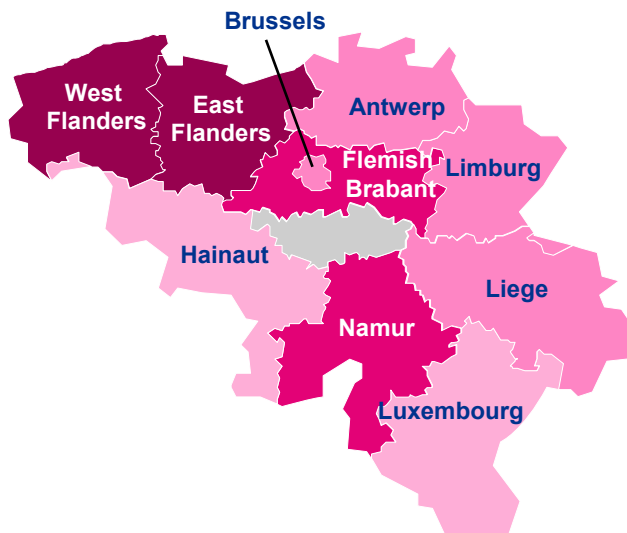 Brussels
West
Flanders
East
Flanders
Antwerp
Flemish
Brabant
Limburg
Hainaut
Liege
Namur
Luxembourg